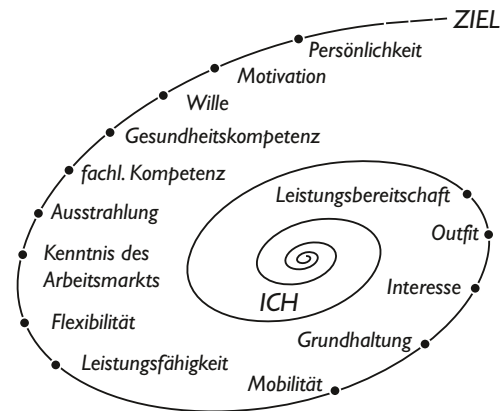 ZIEL
Persönlichkeit
Motivation
Wille
Gesundheitskompetenz
fachl. Kompetenz
Leistungsbereitschaft
Ausstrahlung
Outfit
Kenntnis des
Arbeitsmarkts
Interesse
ICH
Flexibilität
Grundhaltung
Leistungsfähigkeit
Mobilität